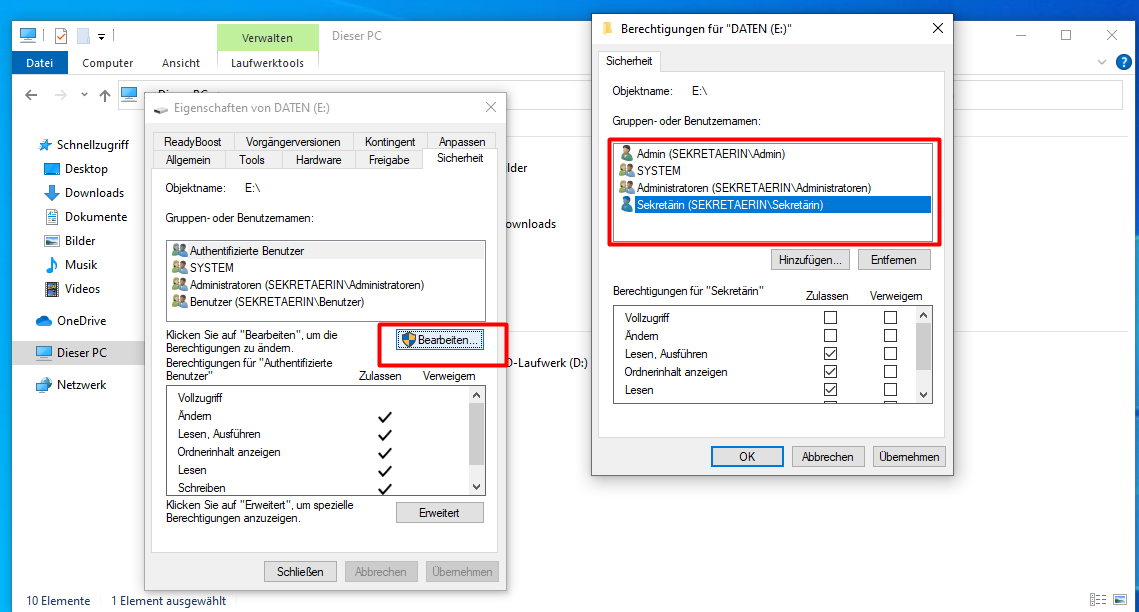 Verwalten
Dieser PC
Datei
Computer
Ansicht
Laufwerktools
Schnellzugriff
Desktop
Downloads
Dokumente
Bilder
Musik
Videos
OneDrive
Dieser PC
Netzwerk
10 Elemente
1 Element ausgewählt
lder
ownloads
D-Laufwerk (D:)
Eigenschaften von DATEN (E:)
ReadyBoost
Vorgängerversionen
Kontingent
Anpassen
Allgemein
Tools
Hardware
Freigabe
Sicherheit
Objektname: E:\
Gruppen- oder Benutzernamen:
Authentifizierte Benutzer
SYSTEM
Administratoren (SEKRETAERIN\Administratoren)
Benutzer (SEKRETAERIN\Benutzer)
Klicken Sie auf "Bearbeiten", um die
Berechtigungen zu ändern.
Bearbeiten...
Berechtigungen für "Authentifizierte
Benutzer"
Zulassen
Verweigern
Vollzugriff
Ändern
Lesen, Ausführen
Ordnerinhalt anzeigen
Lesen
Schreiben
Klicken Sie auf "Erweitert", um spezielle
Berechtigungen anzuzeigen.
Erweitert
Schließen
Abbrechen
Übernehmen
Berechtigungen für "DATEN (E:)"
Sicherheit
Objektname: E:\
Gruppen- oder Benutzernamen:
Admin (SEKRETAERIN\Admin)
SYSTEM
Administratoren (SEKRETAERIN\Administratoren)
Sekretärin (SEKRETAERIN\Sekretärin)
Hinzufügen...
Entfernen
Berechtigungen für "Sekretärin"
Zulassen
Verweigern
Vollzugriff
Ändern
Lesen, Ausführen
Ordnerinhalt anzeigen
Lesen
OK
Abbrechen
Übernehmen